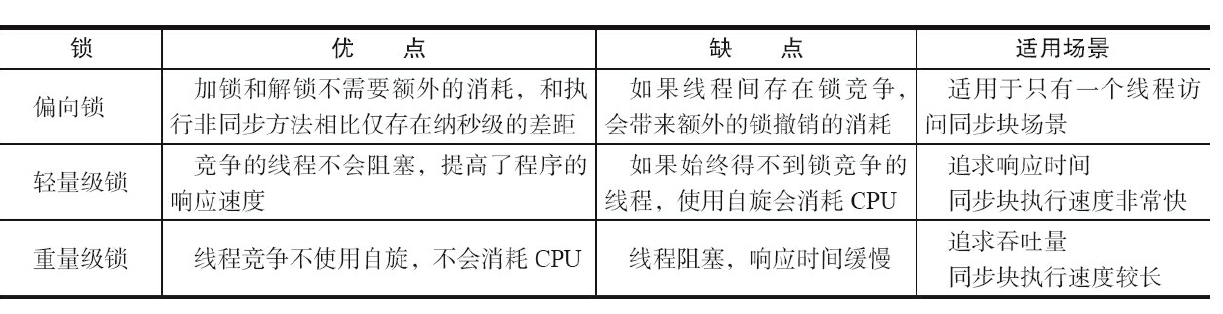 锁 优 点 缺 点 适用场景
偏向锁 加锁和解锁不需要额外的消耗，和执行非同步方法相比仅存在纳秒级的差距 如果线程间存在锁竞争，会带来额外的锁撤销的消耗 适用于只有一个线程访问同步块场景
轻量级锁 竞争的线程不会阻塞，提高了程序的响应速度 如果始终得不到锁竞争的线程，使用自旋会消耗 CPU 追求响应时间 同步块执行速度非常快
重量级锁 线程竞争不使用自旋，不会消耗 CPU 线程阻塞，响应时间缓慢 追求吞吐量 同步块执行速度较长